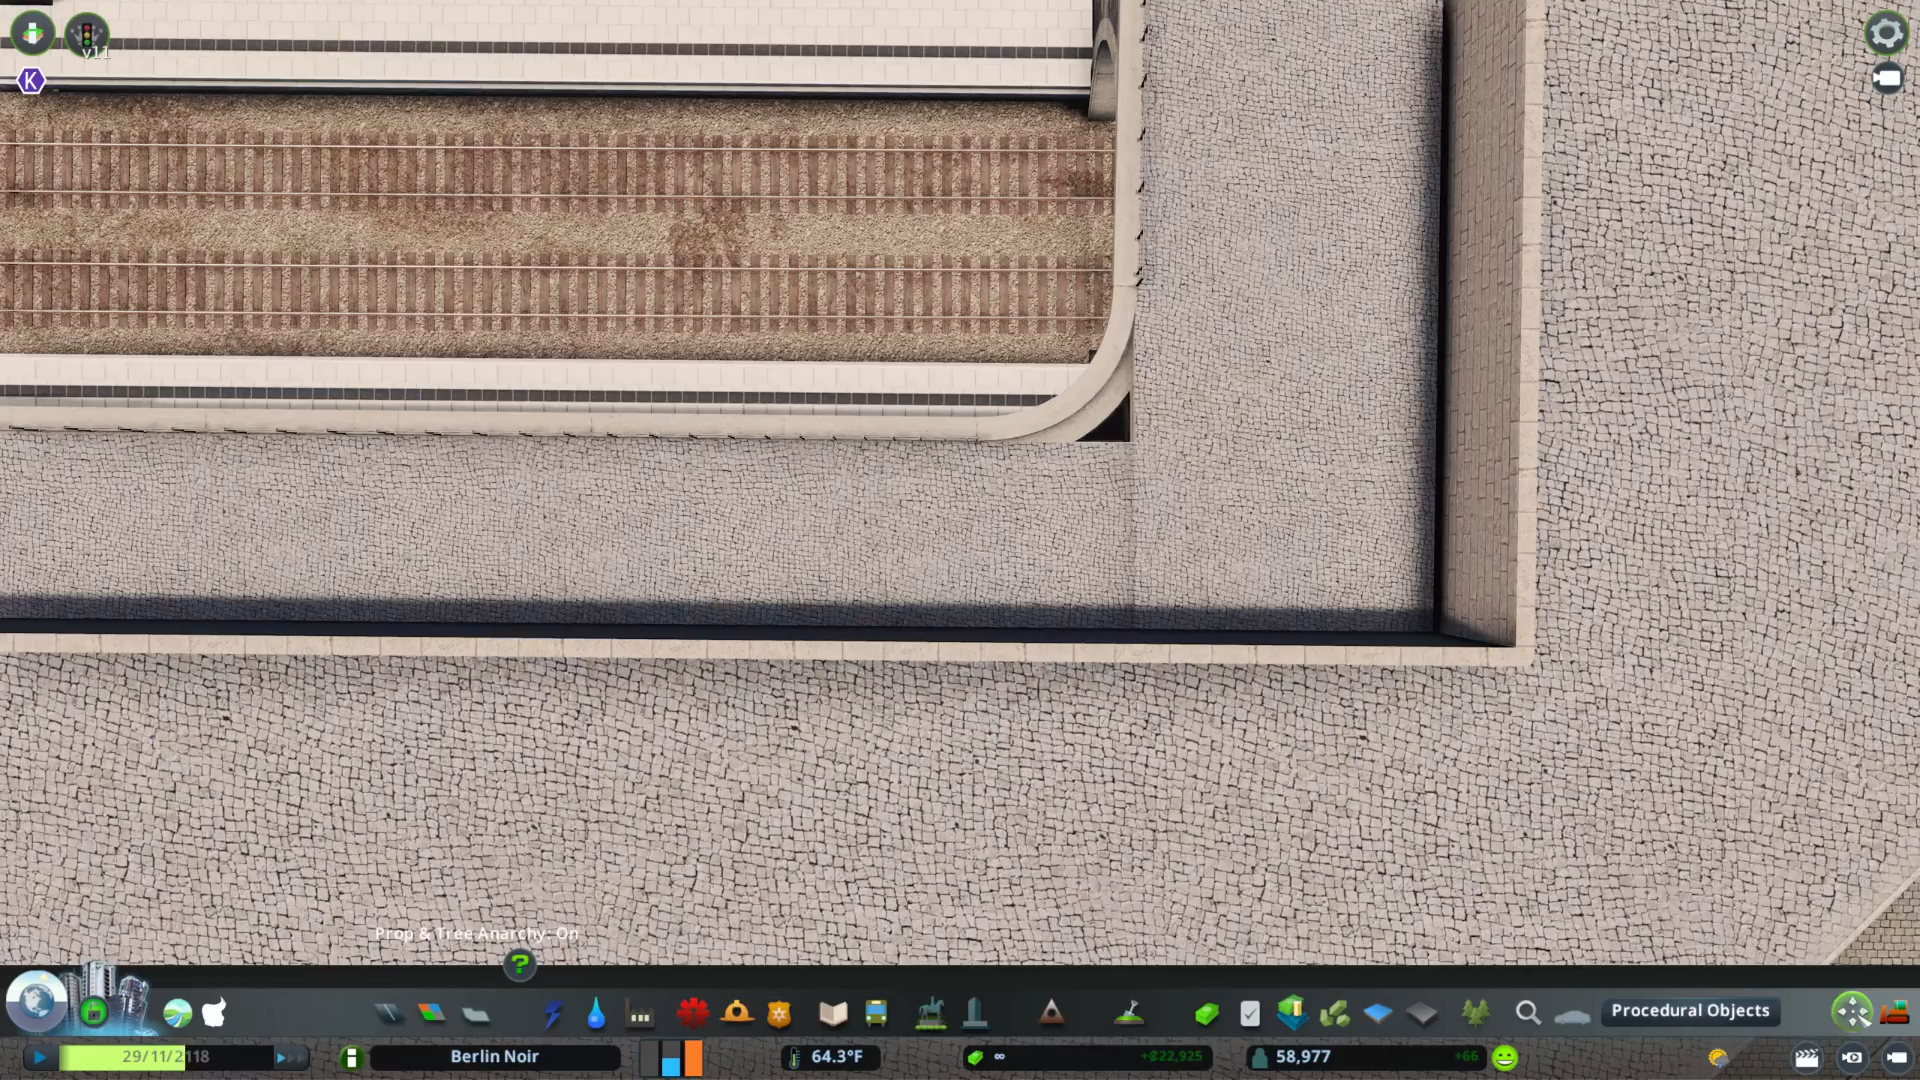 v11
K
Prop & Tree Anarchy: On
?
Procedural Objects
29/11/2118
Berlin Noir
64.3°F
∞
58,977
+66